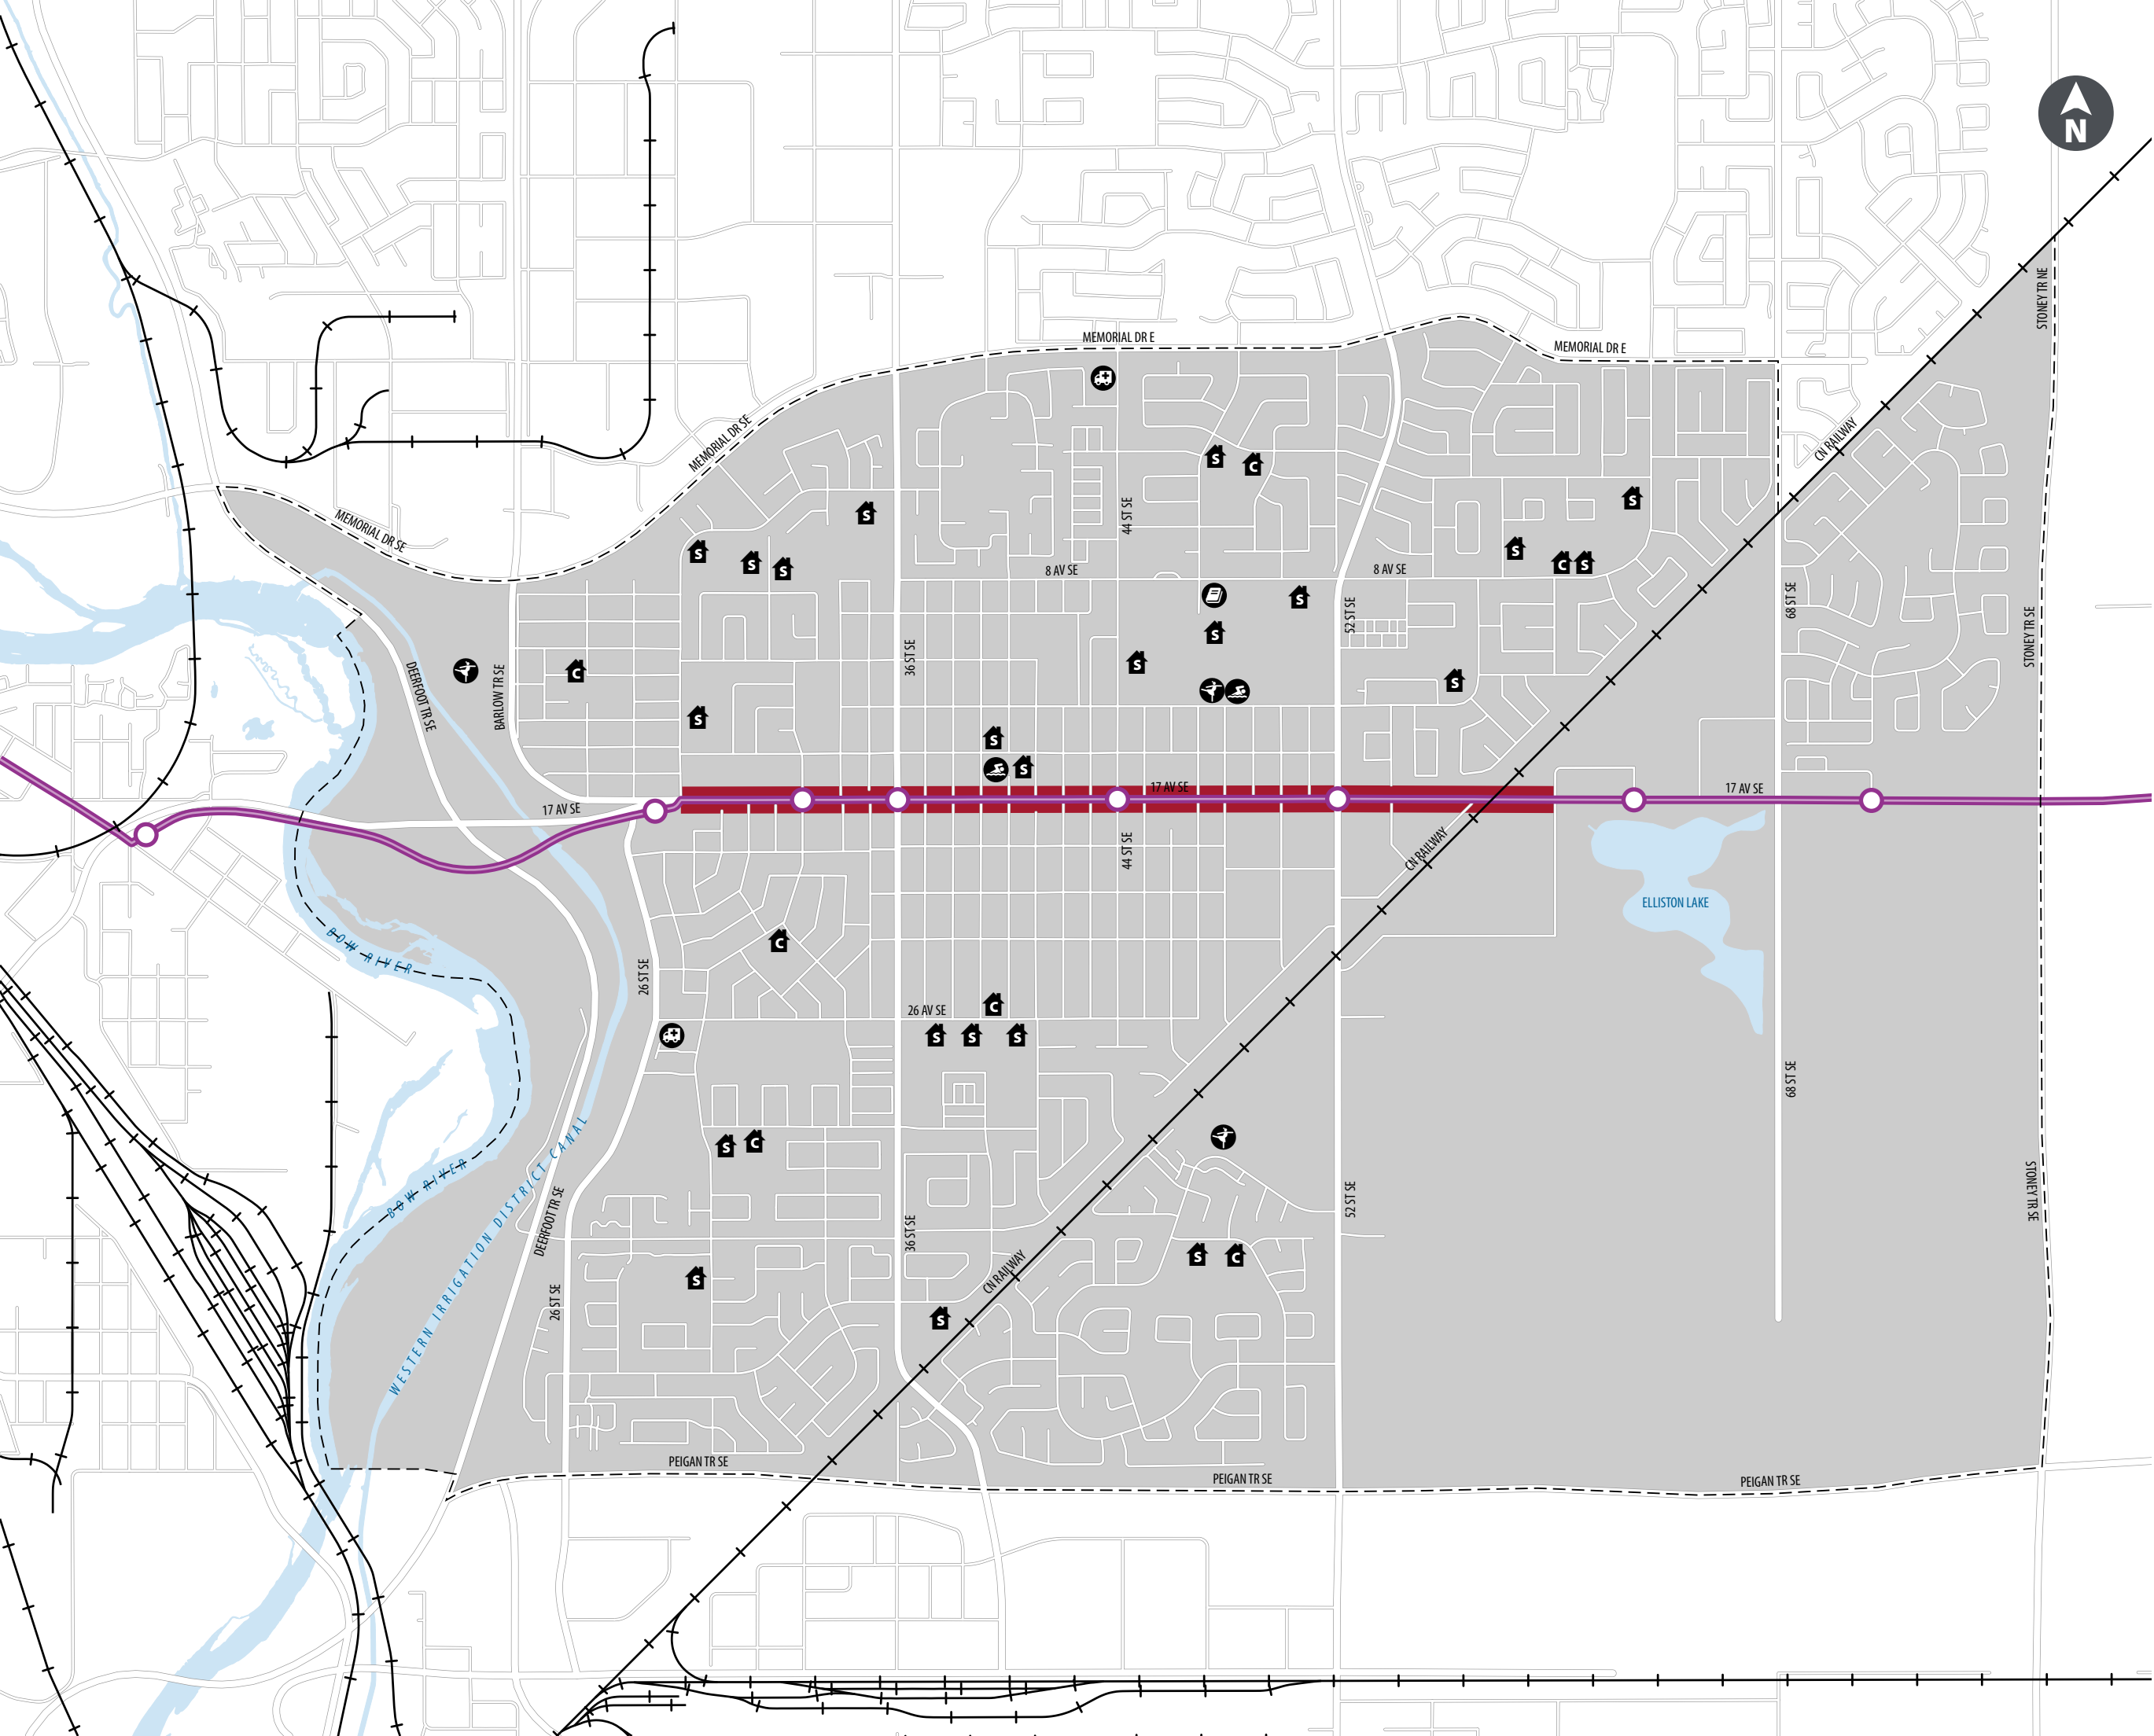 N
STONEY TR NE
MEMORIAL DR E
MEMORIAL DR E
CN RAILWAY
MEMORIAL DR SE
S
C
S
S
44 ST SE
MEMORIAL DR SE
S
S
S
S
S
C
S
8 AV SE
8 AV SE
S
52 ST SE
68 ST SE
STONEY TR SE
S
36 ST SE
S
C
DEERFOOT TR SE
BARLOW TR SE
S
S
S
S
17 AV SE
17 AV SE
17 AV SE
44 ST SE
CN RAILWAY
ELLISTON LAKE
C
BOW RIVER
26 ST SE
C
26 AV SE
S
S
S
68 ST SE
S
C
BOW RIVER
WESTERN IRRIGATION DISTRICT CANAL
DEERFOOT TR SE
36 ST SE
52 ST SE
STONEY TR SE
S
C
CN RAILWAY
S
26 ST SE
S
PEIGAN TR SE
PEIGAN TR SE
PEIGAN TR SE